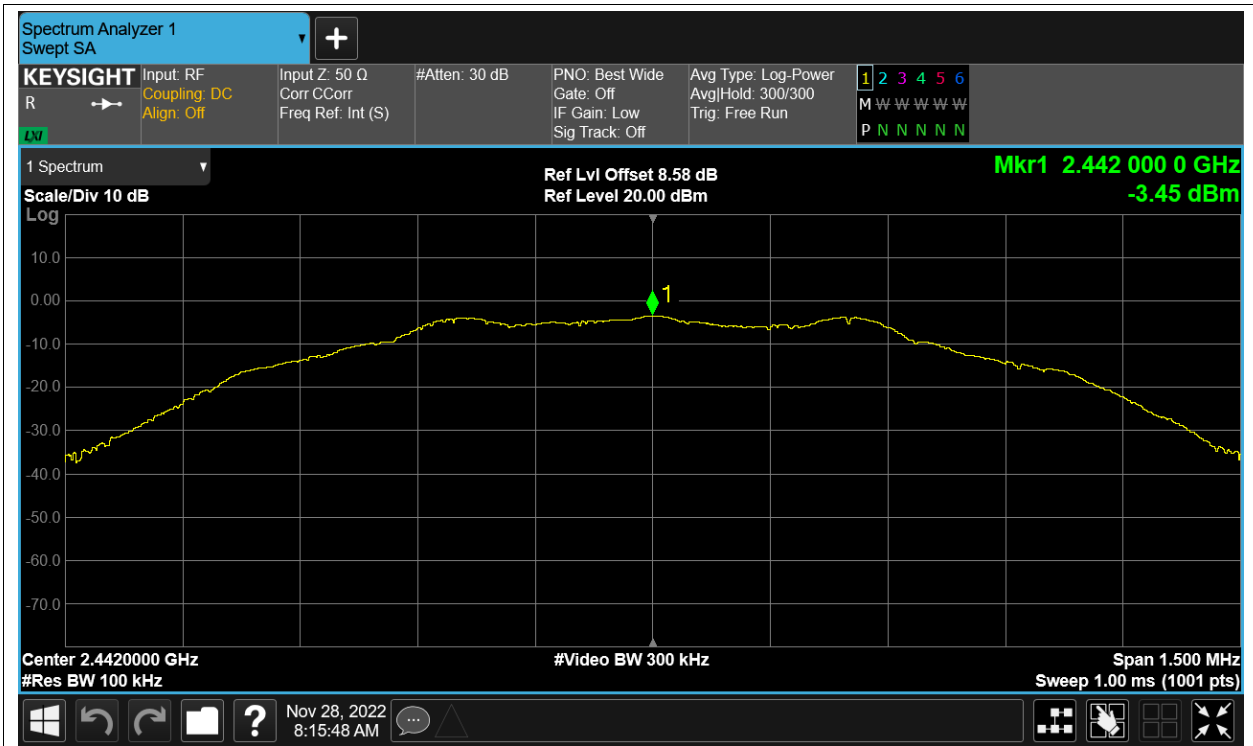 Spectrum Analyzer 1
Swept SA
KEYSIGHT
R
LXI
Input: RF
Coupling: DC
Align: Off
Input Z: 50 Ω
Corr CCorr
Freq Ref: Int (S)
#Atten: 30 dB
PNO: Best Wide
Gate: Off
IF Gain: Low
Sig Track: Off
Avg Type: Log-Power
Avg|Hold: 300/300
Trig: Free Run
1 2 3 4 5 6
M W W W W W
P N N N N N
1 Spectrum
Scale/Div 10 dB
Log
Ref Lvl Offset 8.58 dB
Ref Level 20.00 dBm
Mkr1 2.442 000 0 GHz
-3.45 dBm
10.0
0.00
-10.0
-20.0
-30.0
-40.0
-50.0
-60.0
-70.0
1
Center 2.4420000 GHz
#Res BW 100 kHz
#Video BW 300 kHz
Span 1.500 MHz
Sweep 1.00 ms (1001 pts)
?
Nov 28, 2022
8:15:48 AM